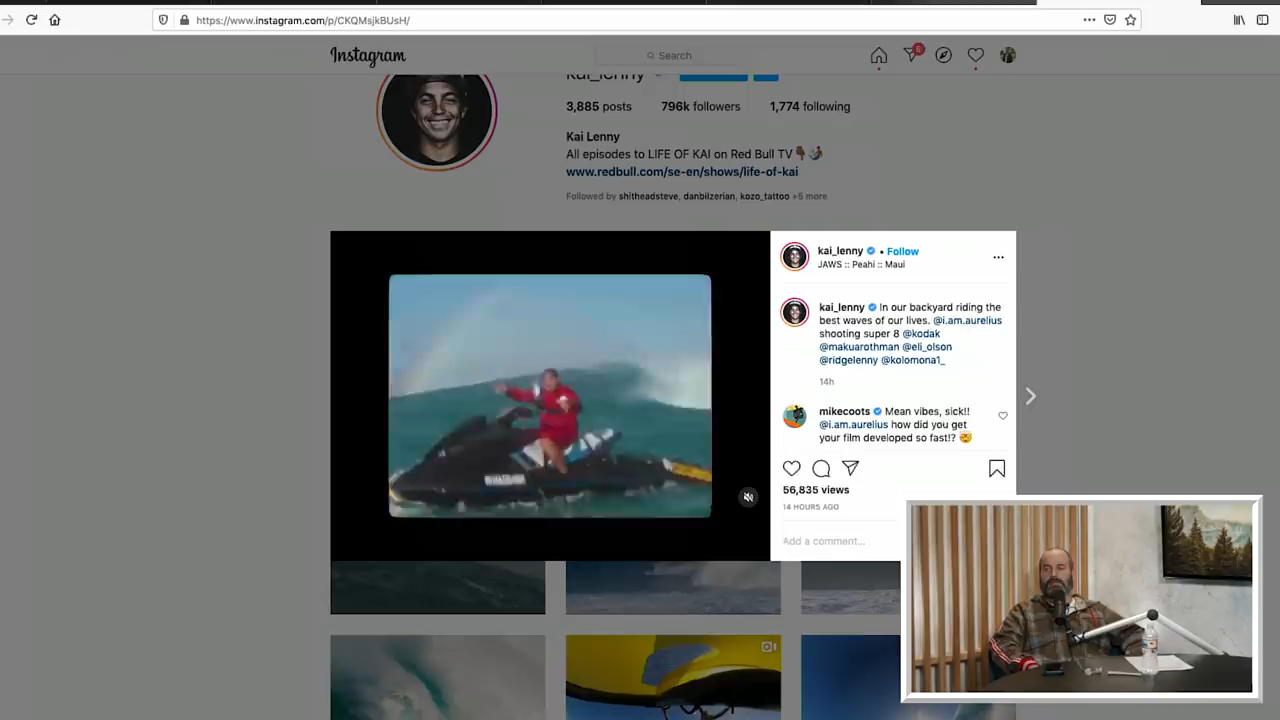 https://www.instagram.com/p/CKQMsjkBUsH/
Instagram
Search
6
kai_lenny
3,885 posts 796k followers 1,774 following
Kai Lenny
All episodes to LIFE OF KAI on Red Bull TV
www.redbull.com/se-en/shows/life-of-kai
Followed by shitheadsteve, danbilzerian, kozo_tattoo +5 more
kai_lenny • Follow
JAWS :: Peahi :: Maui
kai_lenny In our backyard riding the
best waves of our lives. @i.am.aurelius
shooting super 8 @kodak
@makuarothman @eli_olson
@ridgelenny @kolomona1_
14h
mikecoots Mean vibes, sick!!
@i.am.aurelius how did you get
your film developed so fast!?
56,835 views
14 HOURS AGO
Add a comment...